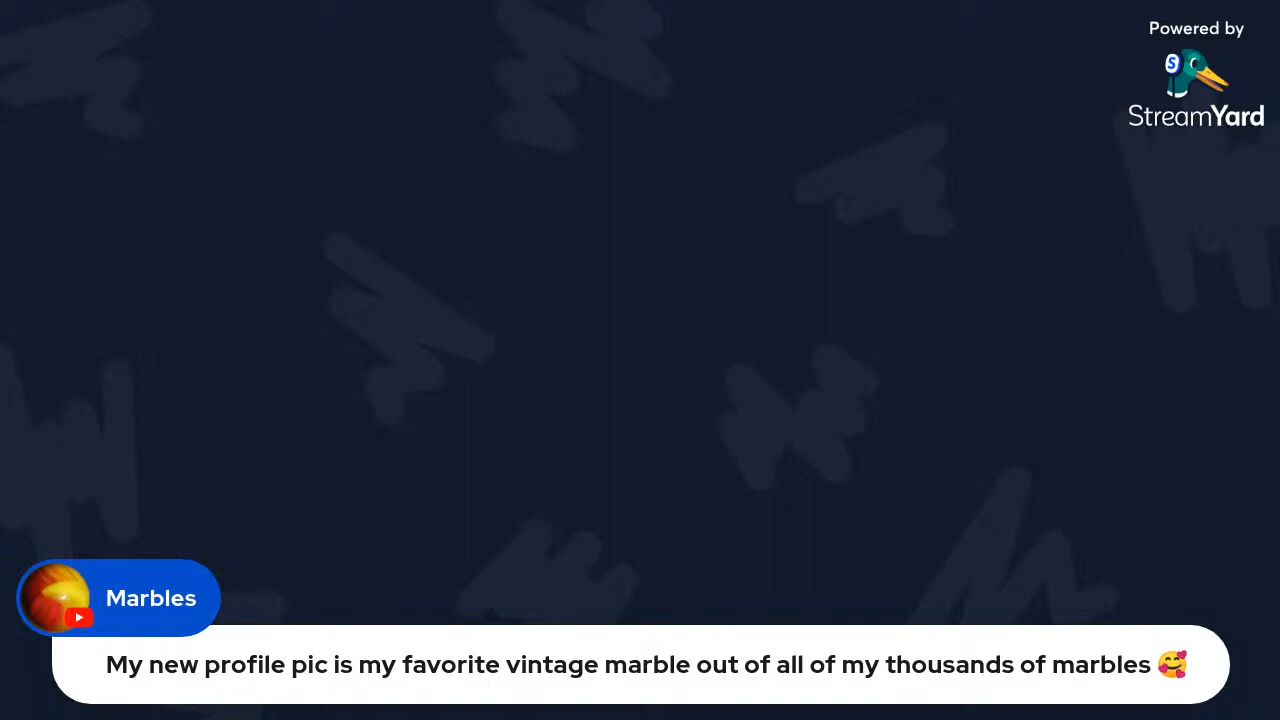 Powered by
S
StreamYard
Marbles
My new profile pic is my favorite vintage marble out of all of my thousands of marbles 🥰